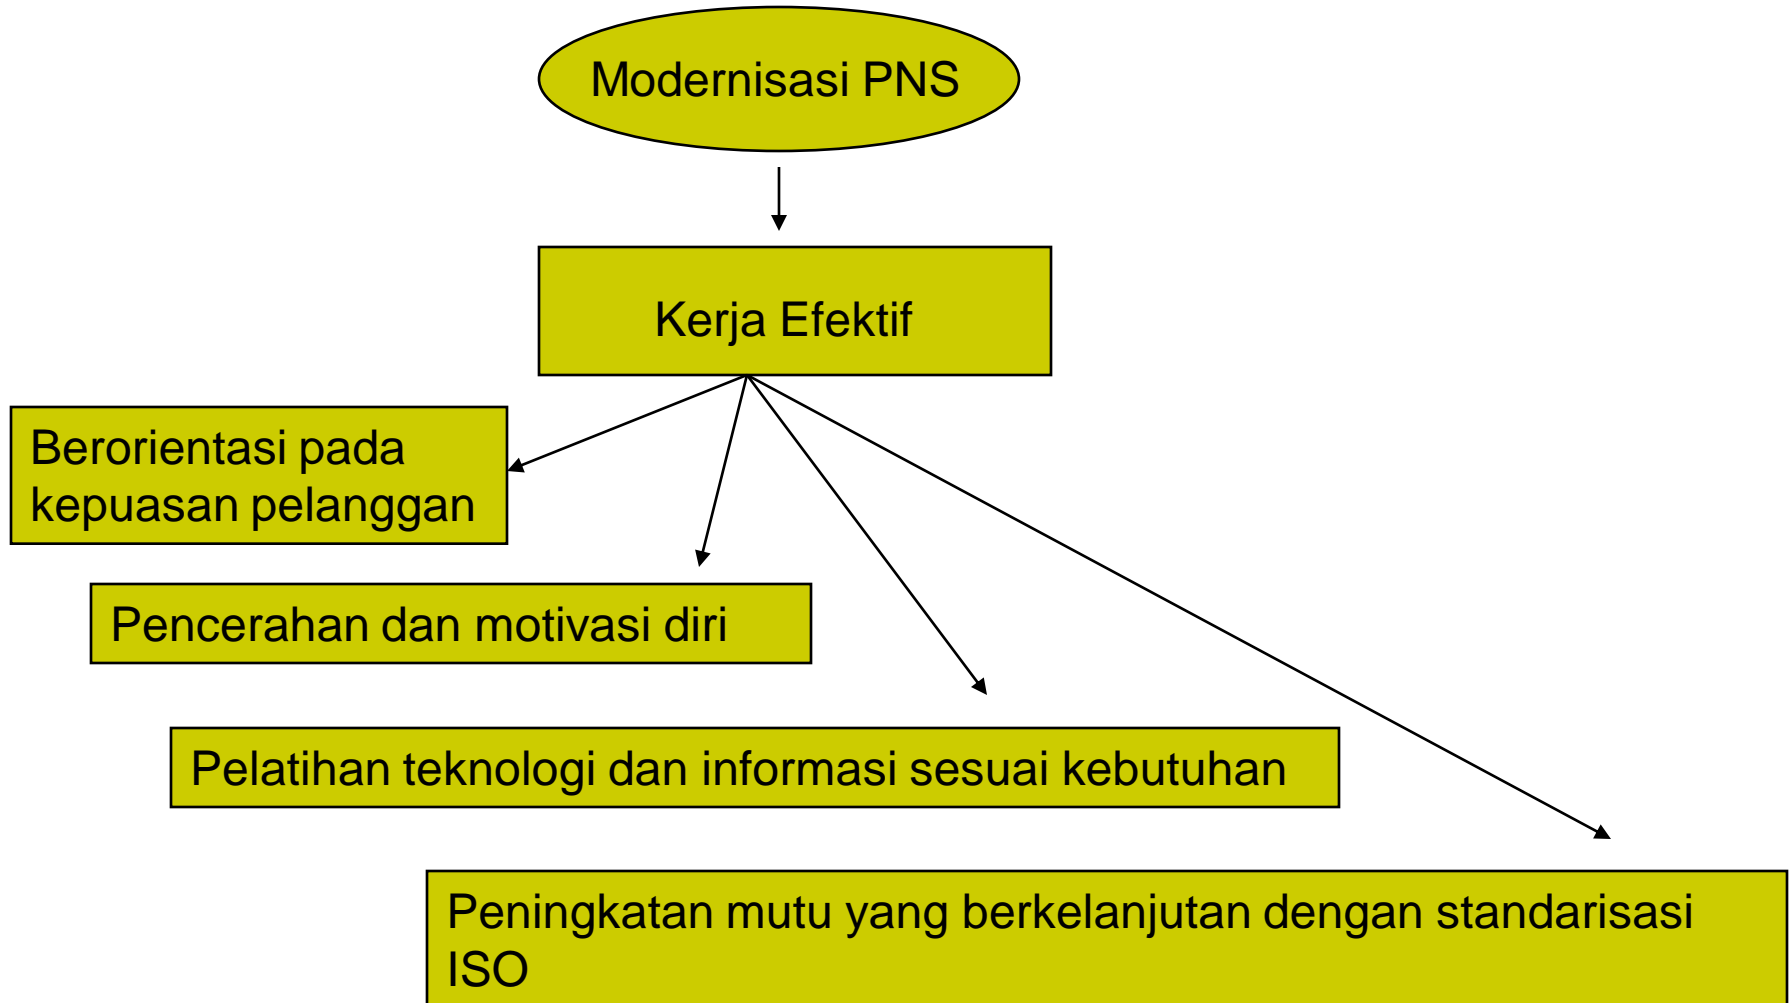 Modernisasi PNS
Kerja Efektif
Berorientasi pada
kepuasan pelanggan
Pencerahan dan motivasi diri
Pelatihan teknologi dan informasi sesuai kebutuhan
Peningkatan mutu yang berkelanjutan dengan standarisasi
ISO